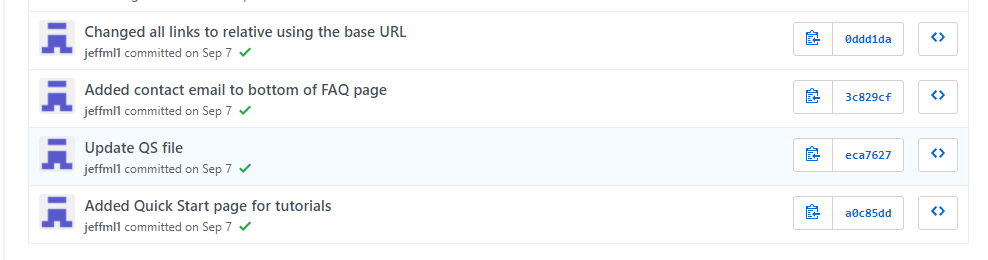 Changed all links to relative using the base URL
jeffml1 committed on Sep 7
0ddd1da
Added contact email to bottom of FAQ page
jeffml1 committed on Sep 7
3c829cf
Update QS file
jeffml1 committed on Sep 7
eca7627
Added Quick Start page for tutorials
jeffml1 committed on Sep 7
a0c85dd